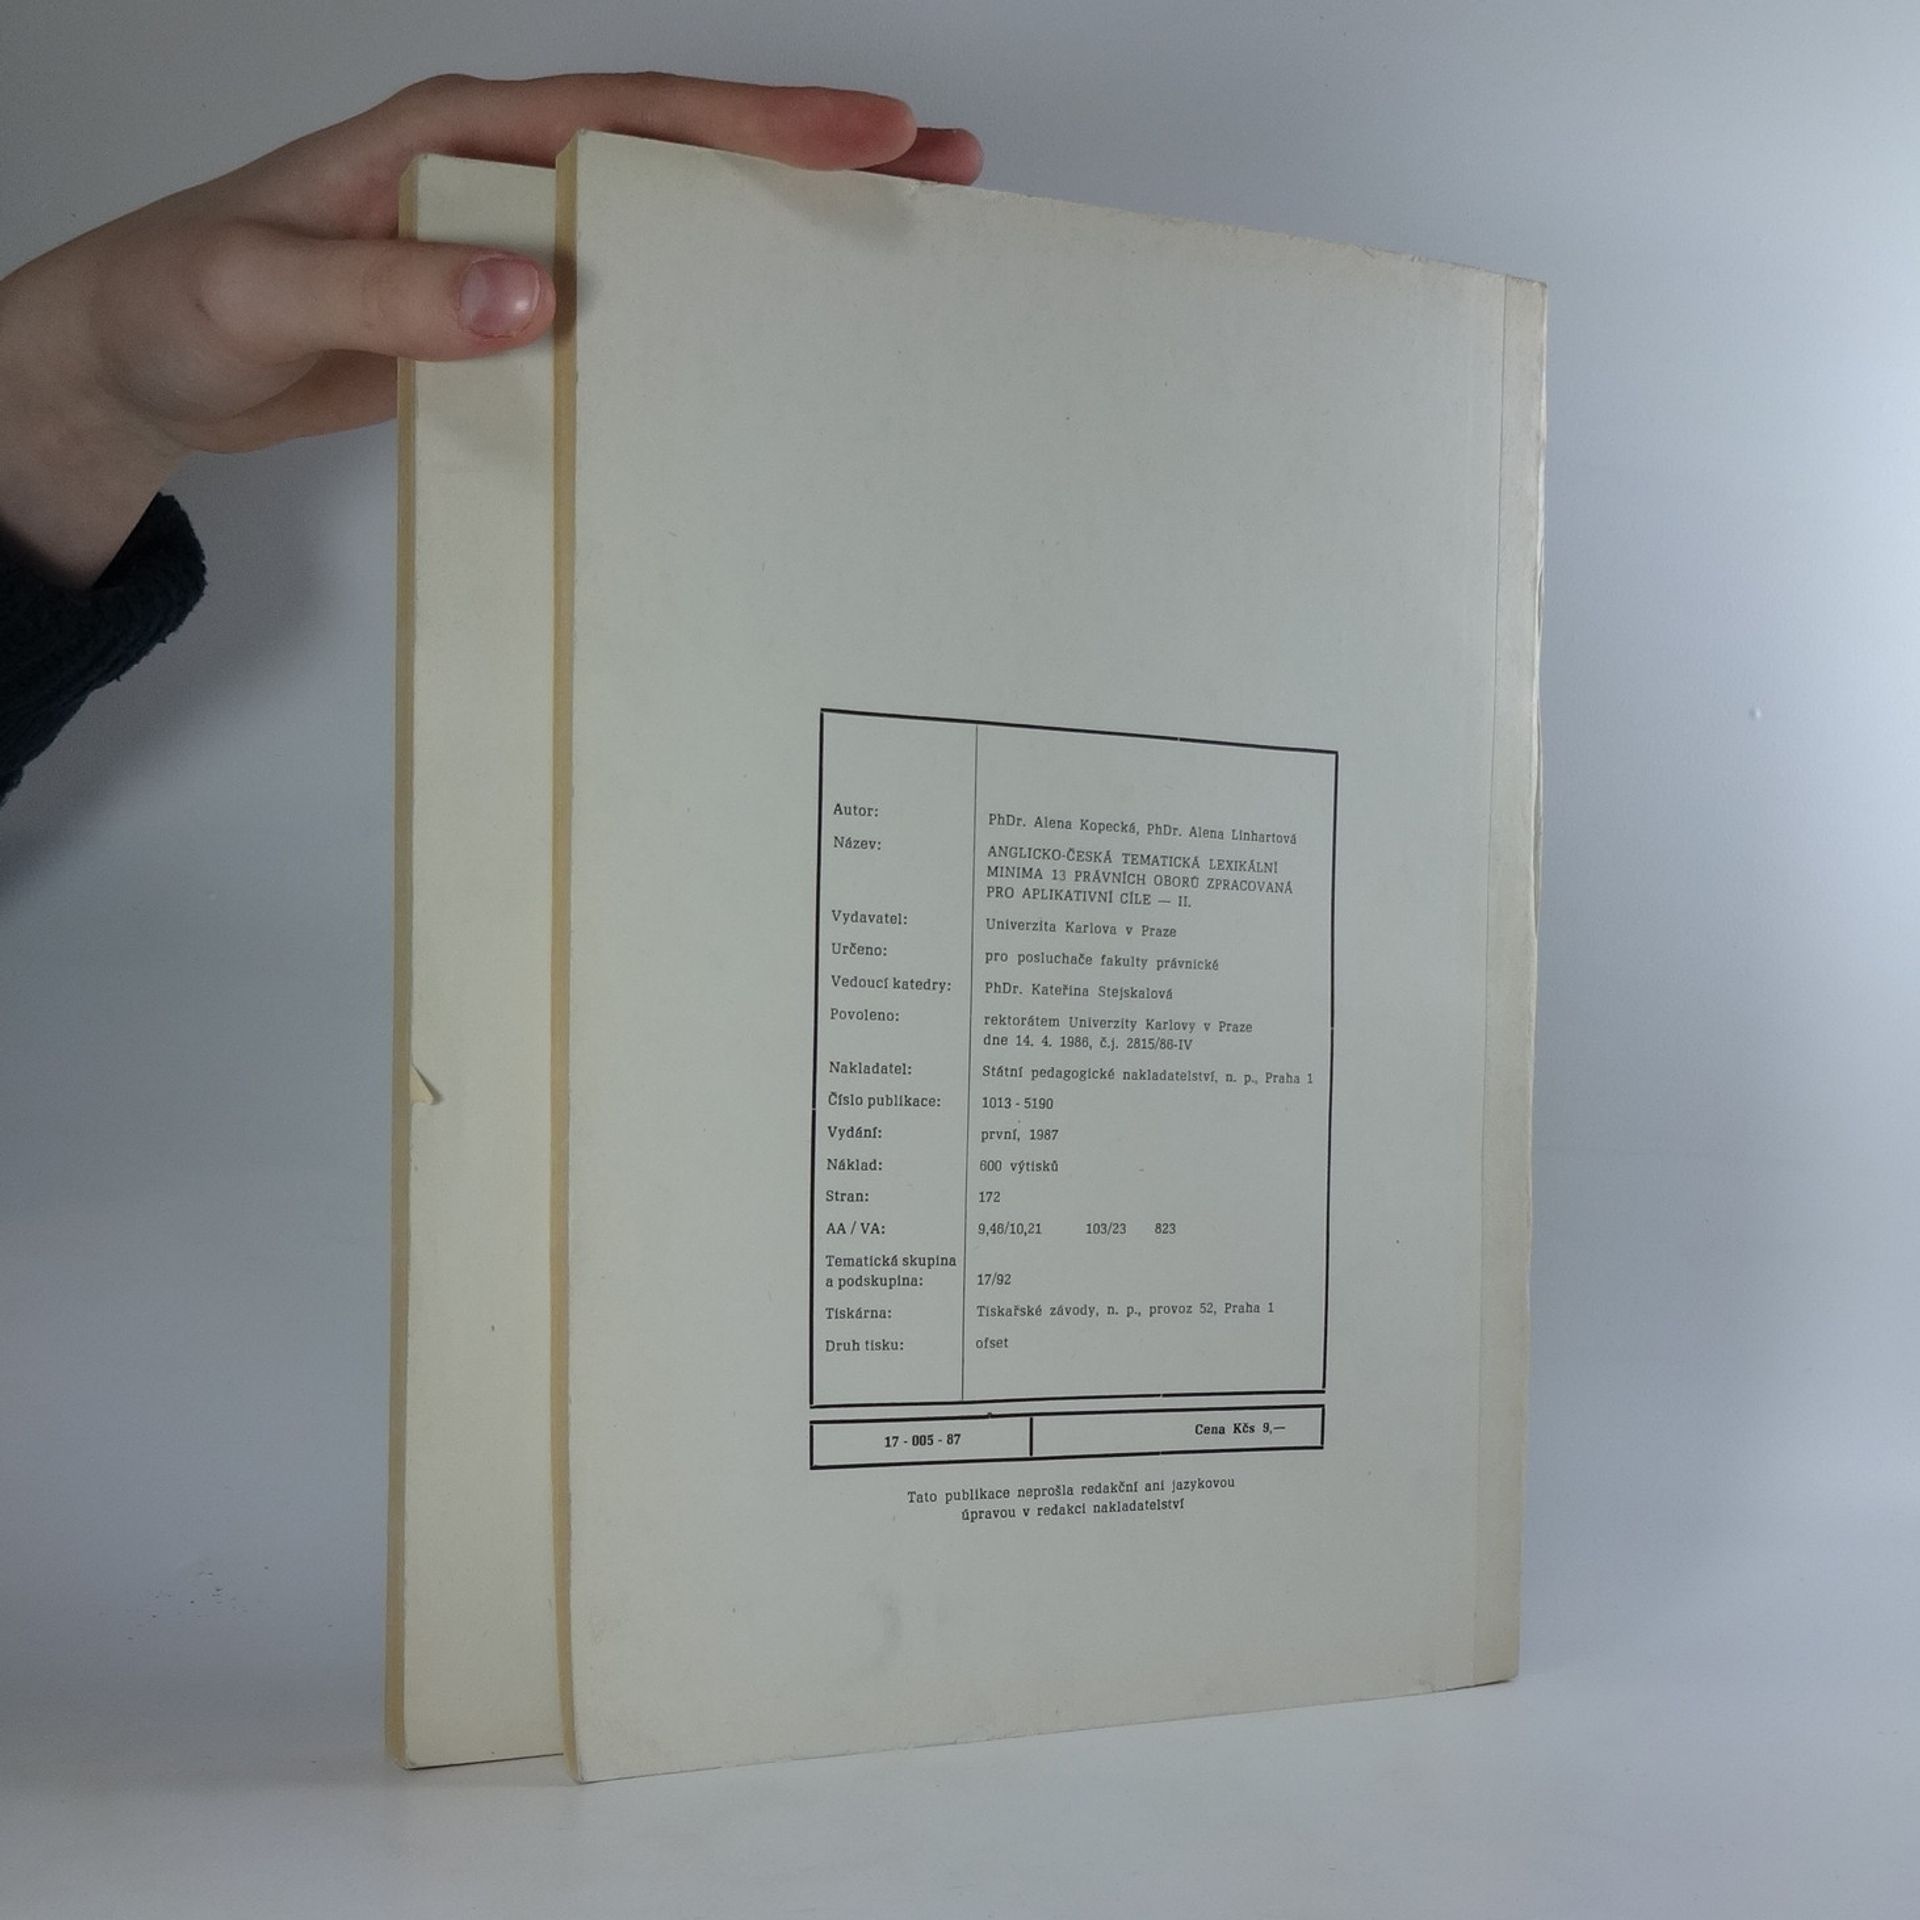 Autor: PhDr. Alena Kopecká, PhDr. Alena Linhartová
Název: ANGLICKO-ČESKÁ TEMATICKÁ LEXIKÁLNÍ
MINIMA 13 PRÁVNÍCH OBORŮ ZPRACOVANÁ
PRO APLIKATIVNÍ CÍLE — II.
Vydavatel: Univerzita Karlova v Praze
Určeno: pro posluchače fakulty právnické
Vedoucí katedry: PhDr. Kateřina Stejskalová
Povoleno: rektorátem Univerzity Karlovy v Praze
dne 14. 4. 1986, č.j. 2815/86-IV
Nakladatel: Státní pedagogické nakladatelství, n. p., Praha 1
Číslo publikace: 1013 - 5190
Vydání: první, 1987
Náklad: 600 výtisků
Stran: 172
AA / VA: 9,46/10,21 103/23 823
Tematická skupina
a podskupina: 17/92
Tiskárna: Tiskařské závody, n. p., provoz 52, Praha 1
Druh tisku: ofset
17 - 005 - 87 Cena Kčs 9,—
Tato publikace neprošla redakční ani jazykovou
úpravou v redakci nakladatelství